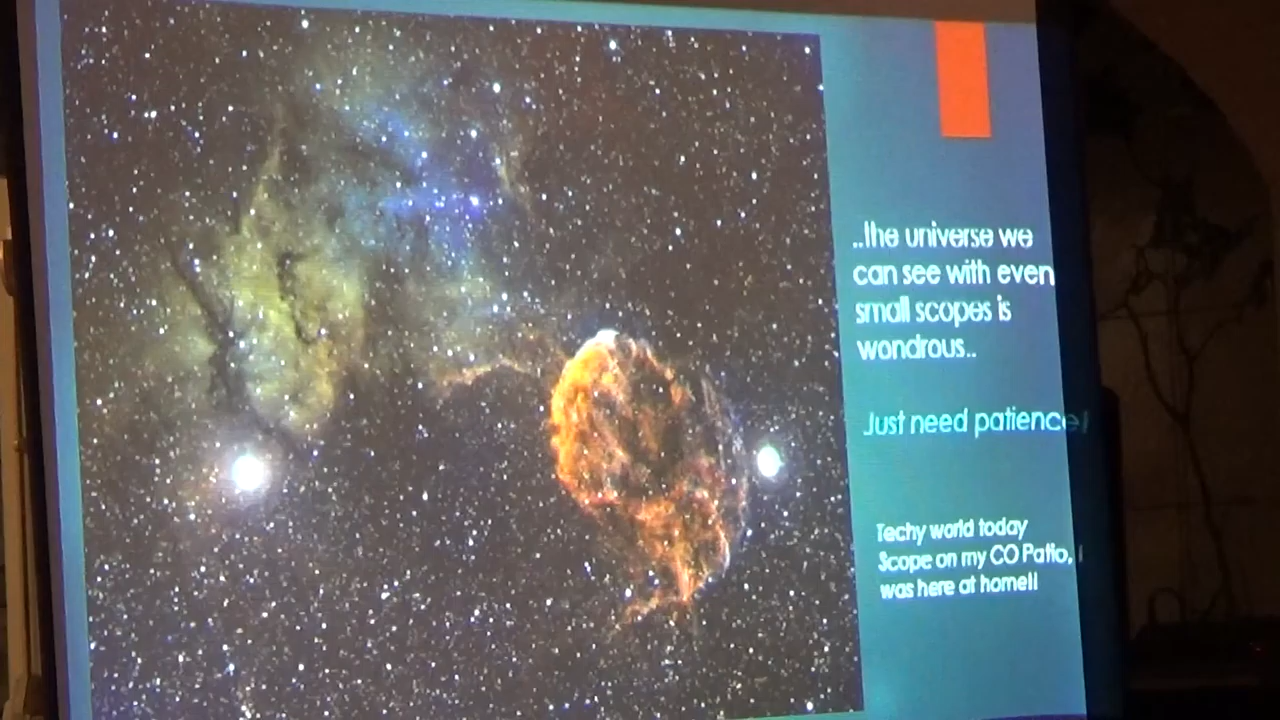 ..the universe we
can see with even
small scopes is
wondrous..
Just need patience!
Techy world today
Scope on my CO Patio, I
was here at home!!